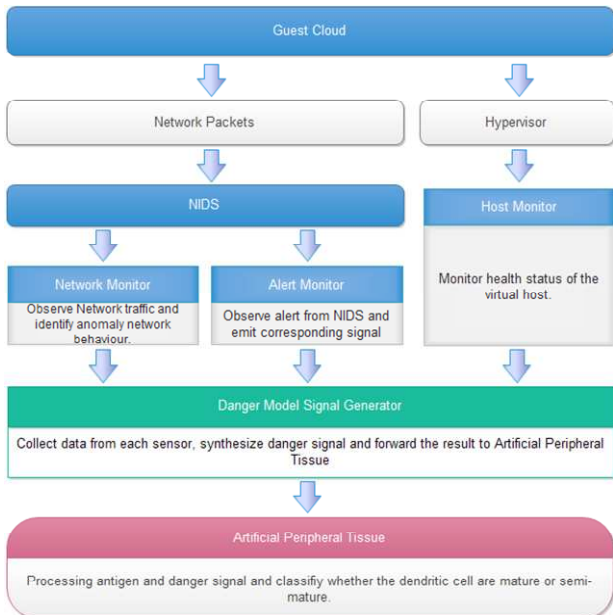 Guest Cloud
Network Packets
Hypervisor
NIDS
Host Monitor
Monitor health status of the
virtual host.
Network Monitor
Observe Network traffic and
identify anomaly network
behaviour.
Alert Monitor
Observe alert from NIDS and
emit corresponding signal
Danger Model Signal Generator
Collect data from each sensor, synthesize danger signal and forward the result to Artificial Peripheral
Tissue
Artificial Peripheral Tissue
Processing antigen and danger signal and classifiy whether the dendritic cell are mature or semi-
mature.